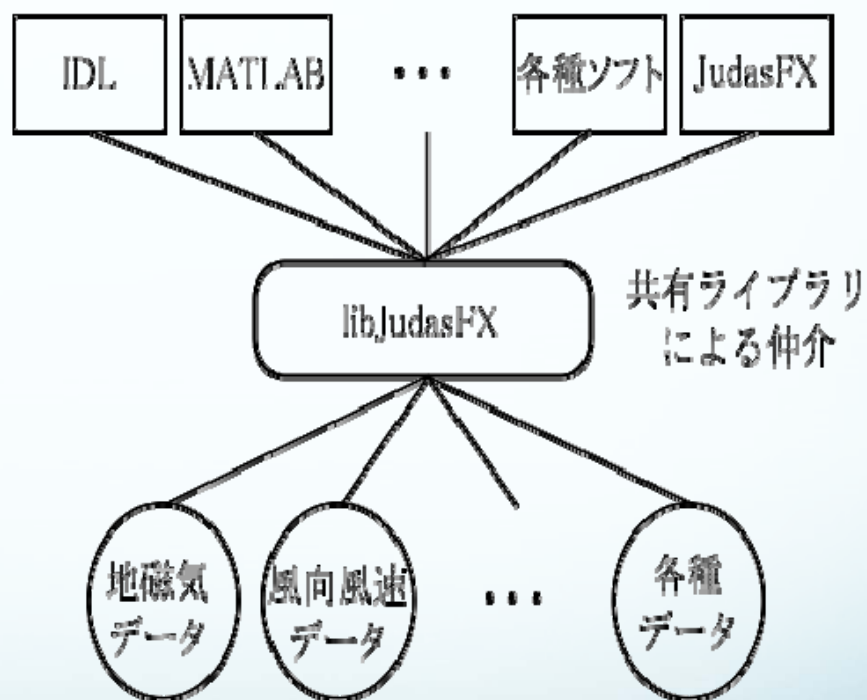 IDL
MATLAB
...
各種ソフト
JudasFX
libJudasFX
共有ライブラリ
による仲介
地磁気
データ
風向風速
データ
...
各種
データ